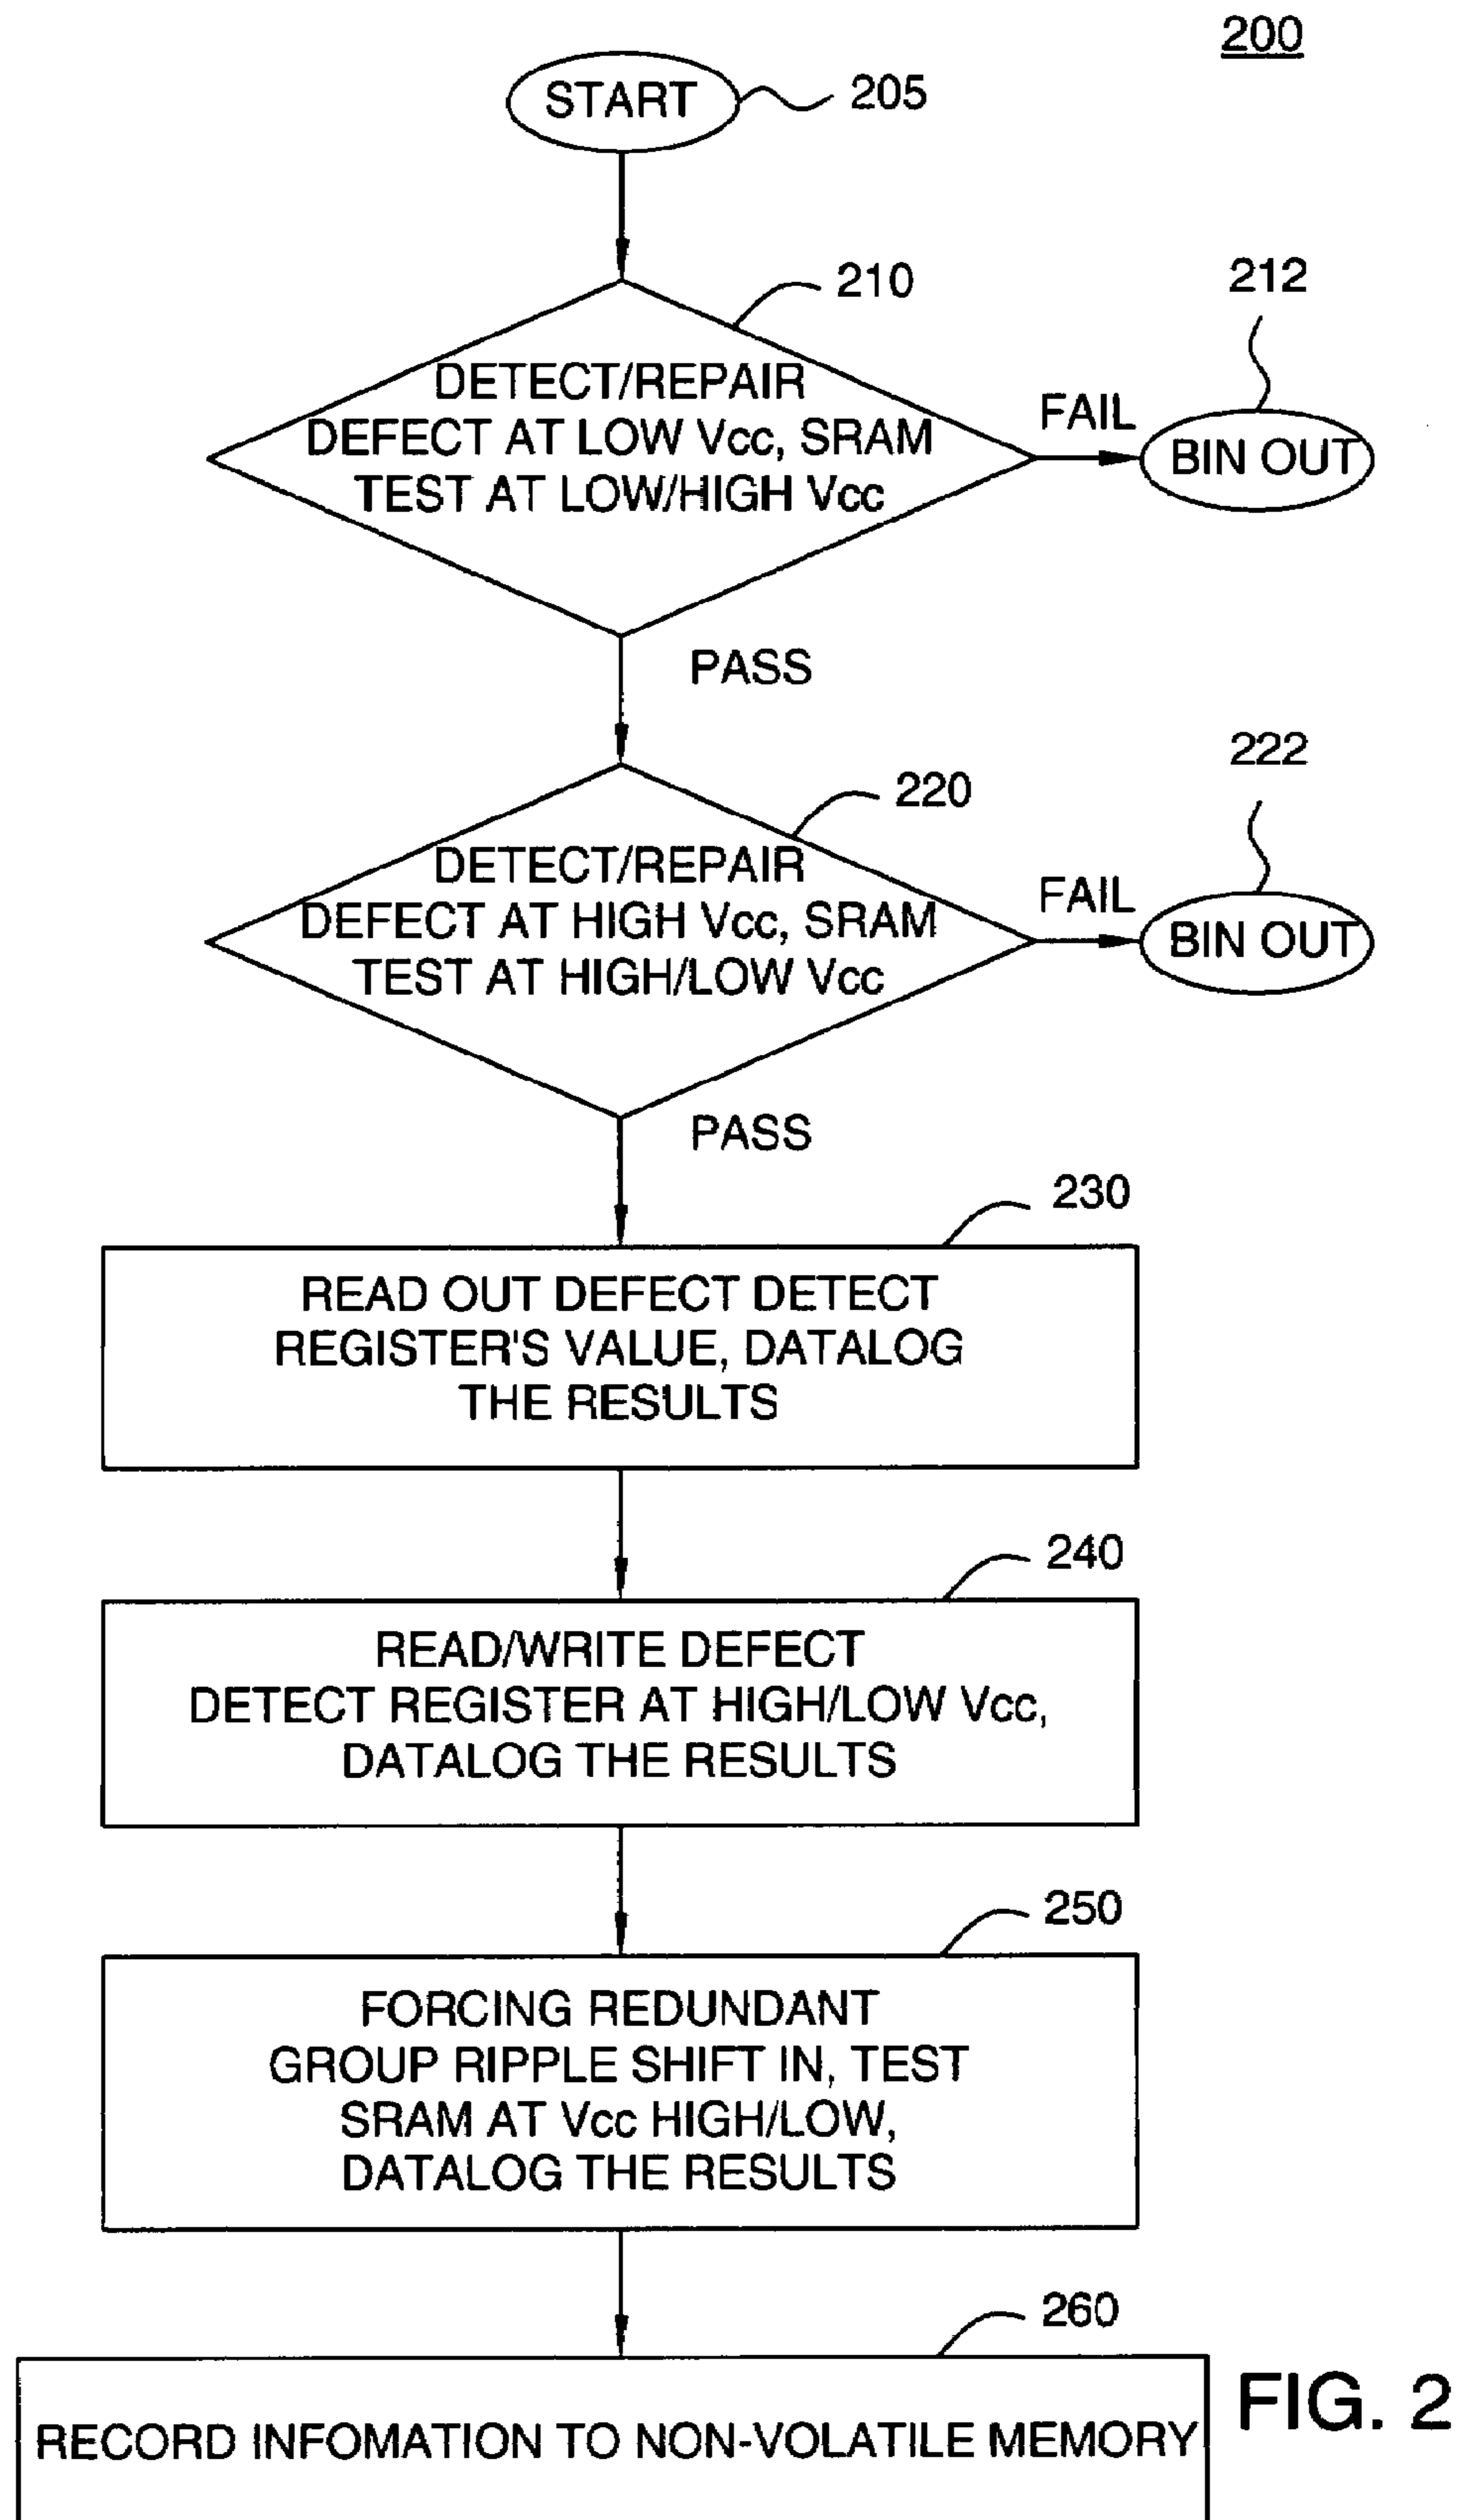 200
START
205
210
212
DETECT/REPAIR
DEFECT AT LOW Vcc, SRAM
TEST AT LOW/HIGH Vcc
FAIL
BIN OUT
PASS
222
220
DETECT/REPAIR
DEFECT AT HIGH Vcc, SRAM
TEST AT HIGH/LOW Vcc
FAIL
BIN OUT
PASS
230
READ OUT DEFECT DETECT
REGISTER'S VALUE, DATALOG
THE RESULTS
240
READ/WRITE DEFECT
DETECT REGISTER AT HIGH/LOW Vcc,
DATALOG THE RESULTS
250
FORCING REDUNDANT
GROUP RIPPLE SHIFT IN, TEST
SRAM AT Vcc HIGH/LOW,
DATALOG THE RESULTS
260
RECORD INFOMATION TO NON-VOLATILE MEMORY
FIG. 2